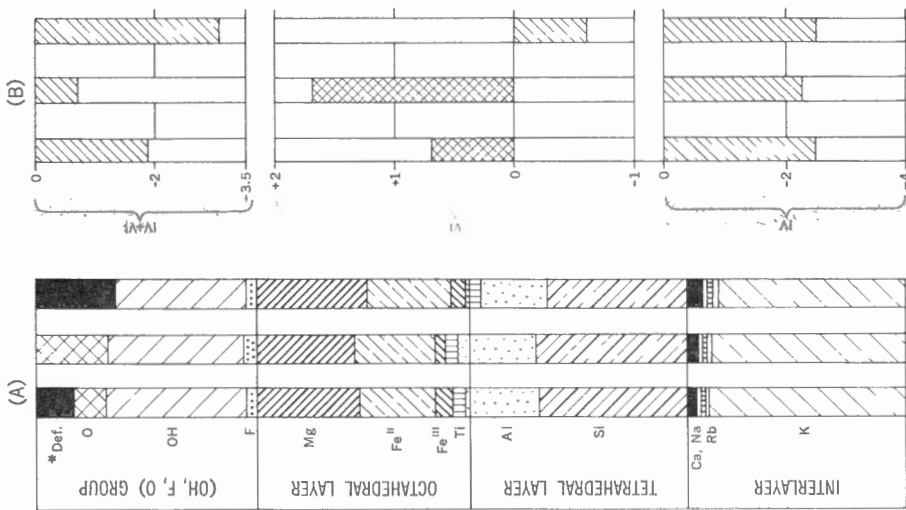 (A)
*Def.
O
OH
F
Mg
Fe^II
Fe^III
Ti
Al
Si
Ca, Na
Rb
K
(OH, F, O) GROUP
OCTAHEDRAL LAYER
TETRAHEDRAL LAYER
INTERLAYER
(B)
0
-2
-3.5
+2
+1
0
-1
0
-2
-4
IV+VI
VI
IV